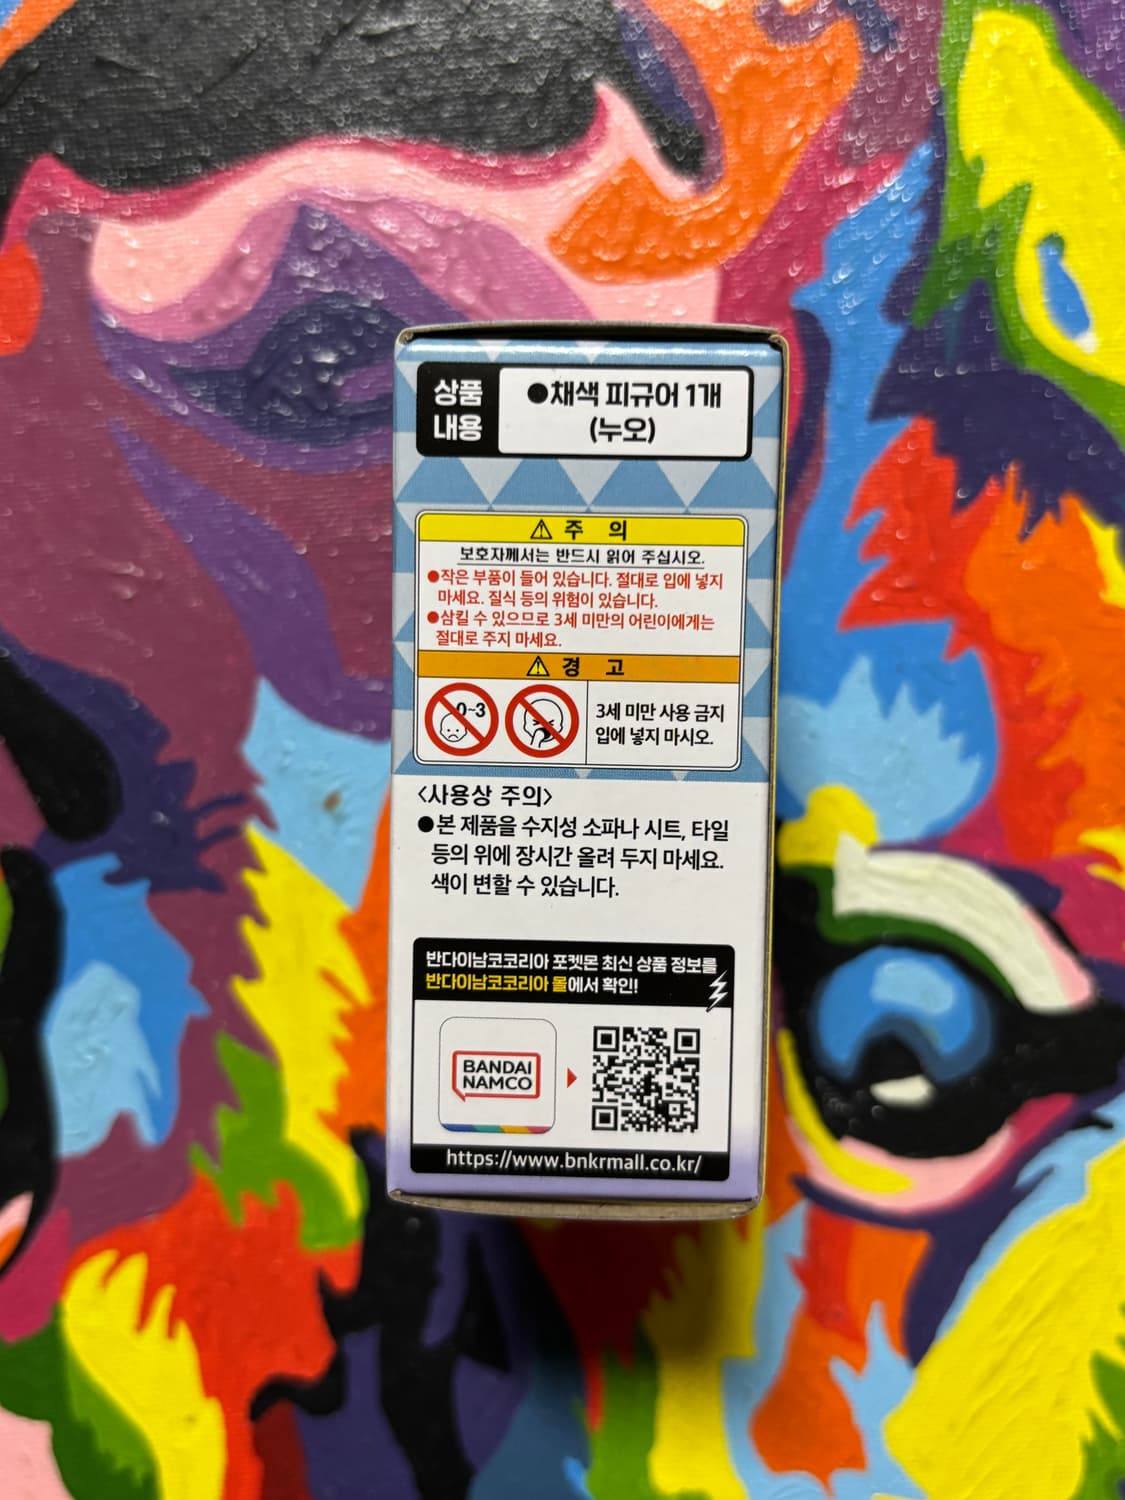 상품
내용
●채색 피규어 1개
(누오)
⚠ 주 의
보호자께서는 반드시 읽어 주십시오.
●작은 부품이 들어 있습니다. 절대로 입에 넣지
마세요. 질식 등의 위험이 있습니다.
●삼킬 수 있으므로 3세 미만의 어린이에게는
절대로 주지 마세요.
⚠ 경 고
0~3
3세 미만 사용 금지
입에 넣지 마시오.
<사용상 주의>
●본 제품을 수지성 소파나 시트, 타일
등의 위에 장시간 올려 두지 마세요.
색이 변할 수 있습니다.
반다이남코코리아 포켓몬 최신 상품 정보를
반다이남코코리아 몰에서 확인!
BANDAI
NAMCO
https://www.bnkrmall.co.kr/